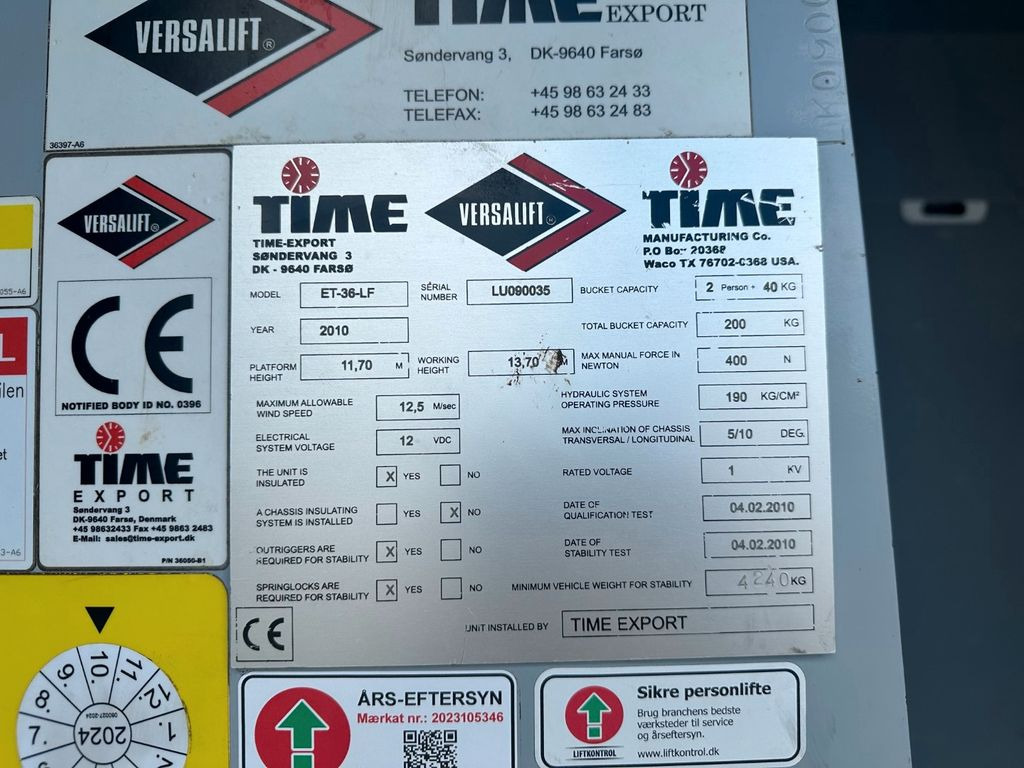 VERSALIFT®
TIME EXPORT
Søndervang 3, DK-9640 Farsø
TELEFON: +45 98 63 24 33
TELEFAX: +45 98 63 24 83
36397-A6
VERSALIFT®
CE
NOTIFIED BODY ID NO. 0396
TIME
EXPORT
Søndervang 3
DK-9640 Farsø, Denmark
+45 98632433 Fax +45 9863 2483
E-Mail: sales@time-export.dk
P/N 36050-B1
TIME
TIME-EXPORT
SØNDERVANG 3
DK - 9640 FARSØ
VERSALIFT
TIME
MANUFACTURING Co.
P.O Box 20368
Waco TX 76702-0368 USA.
MODEL ET-36-LF SERIAL NUMBER LU090035 BUCKET CAPACITY 2 Person + 40 KG
YEAR 2010 TOTAL BUCKET CAPACITY 200 KG
PLATFORM HEIGHT 11,70 M WORKING HEIGHT 13,70 M MAX MANUAL FORCE IN NEWTON 400 N
MAXIMUM ALLOWABLE WIND SPEED 12,5 M/sec HYDRAULIC SYSTEM OPERATING PRESSURE 190 KG/CM²
ELECTRICAL SYSTEM VOLTAGE 12 VDC MAX INCLINATION OF CHASSIS TRANSVERSAL / LONGITUDINAL 5/10 DEG.
THE UNIT IS INSULATED X YES NO RATED VOLTAGE 1 KV
A CHASSIS INSULATING SYSTEM IS INSTALLED YES X NO DATE OF QUALIFICATION TEST 04.02.2010
OUTRIGGERS ARE REQUIRED FOR STABILITY X YES NO DATE OF STABILITY TEST 04.02.2010
SPRINGLOCKS ARE REQUIRED FOR STABILITY X YES NO MINIMUM VEHICLE WEIGHT FOR STABILITY 4240 KG
CE
UNIT INSTALLED BY TIME EXPORT
7. 8. 9. 10. 11. 12. 1.
2024
ÅRS-EFTERSYN
Mærkat nr.: 2023105346
LIFTKONTROL
Sikre personlifte
Brug branchens bedste
værksteder til service
og årseftersyn.
www.liftkontrol.dk